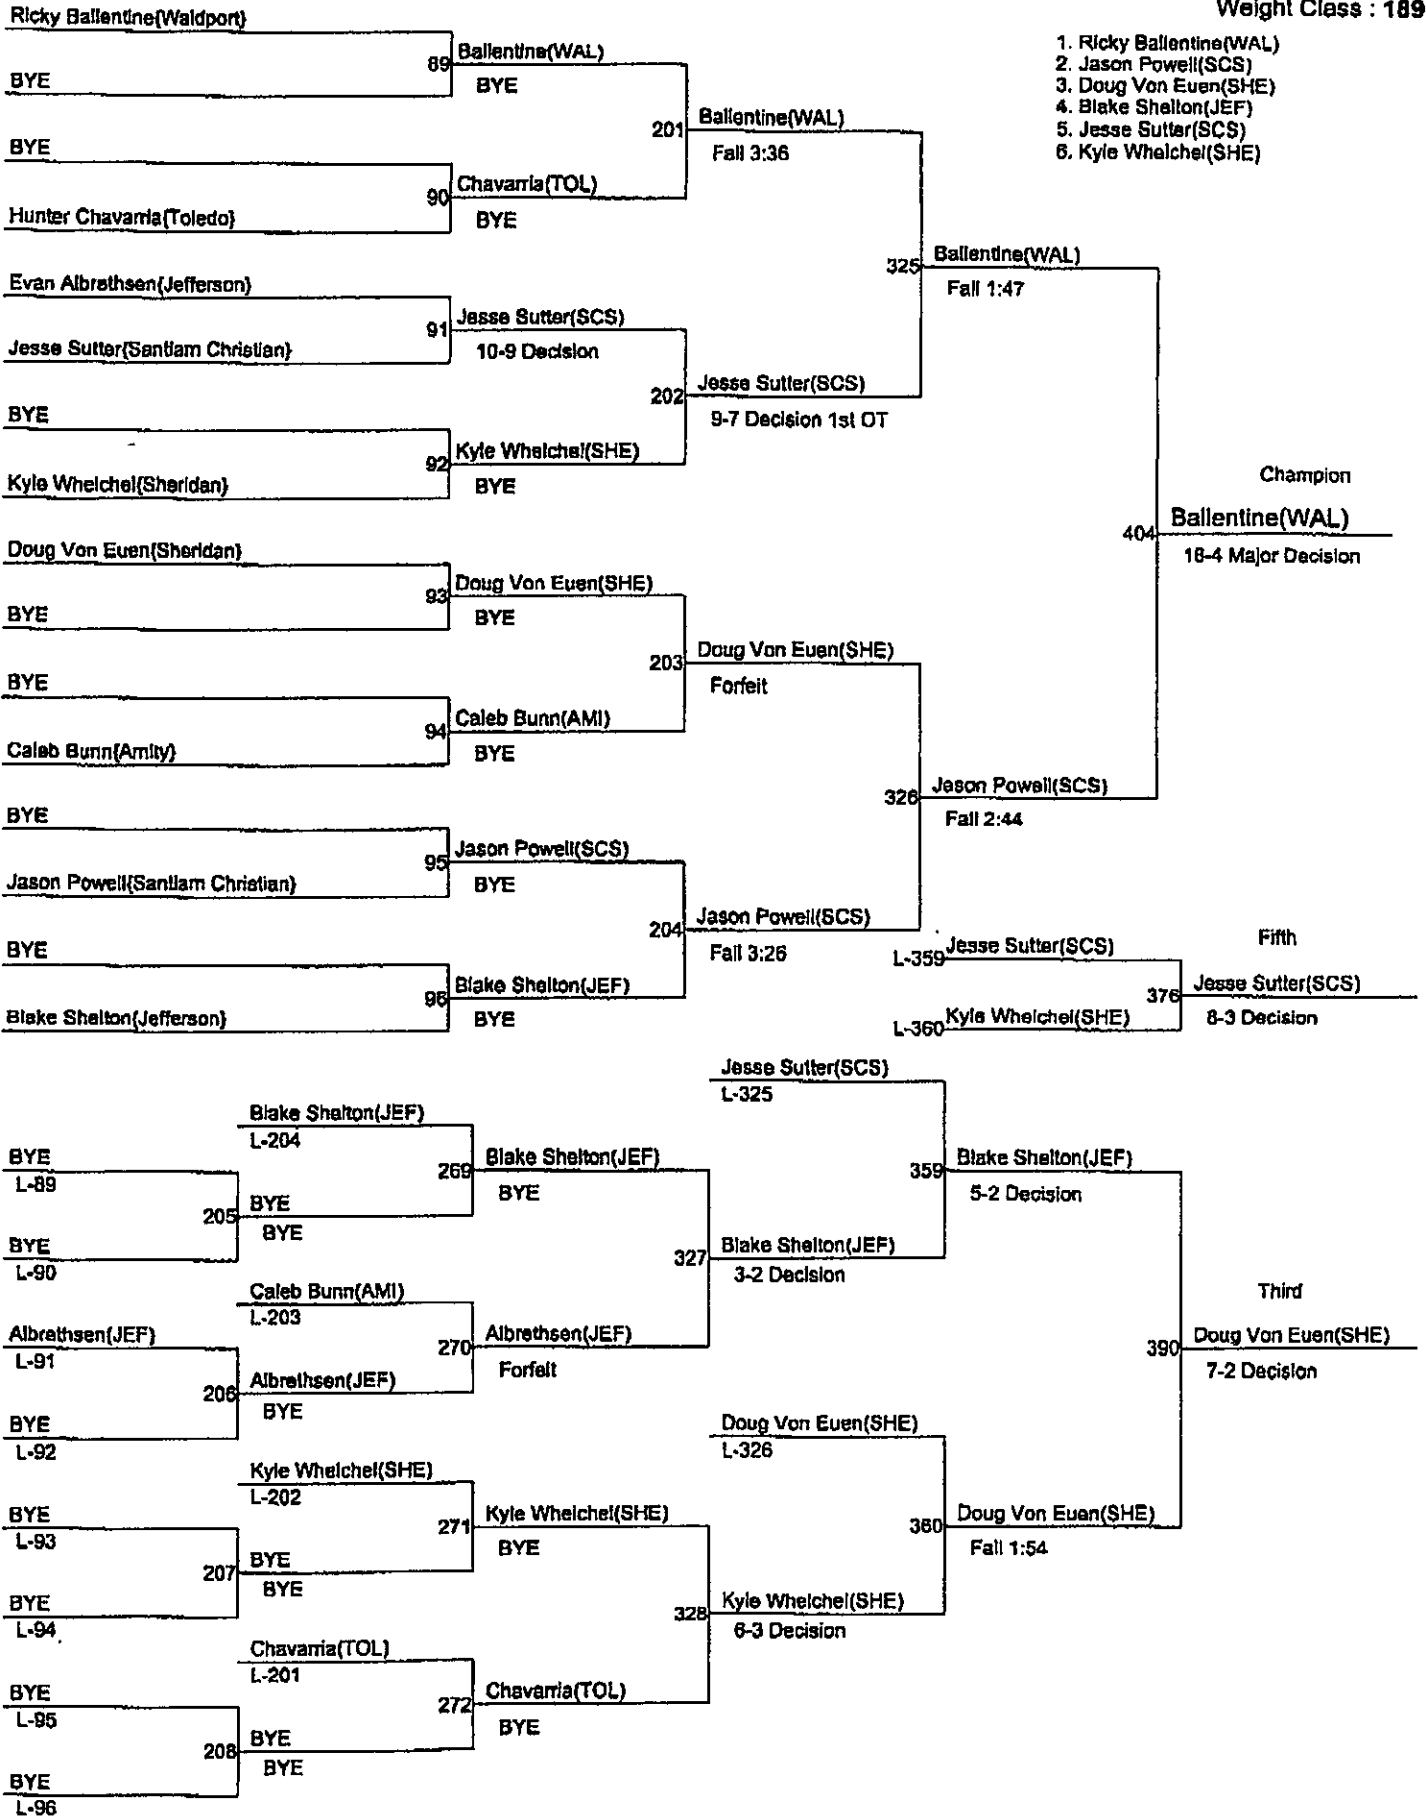 Weight Class : 189
1. Ricky Ballentine(WAL)
2. Jason Powell(SCS)
3. Doug Von Euen(SHE)
4. Blake Shelton(JEF)
5. Jesse Sutter(SCS)
6. Kyle Whelchel(SHE)
Ricky Ballentine{Waldport}
89
Ballentine(WAL)
BYE
BYE
201
Ballentine(WAL)
Fall 3:36
BYE
90
Chavarria(TOL)
BYE
Hunter Chavarria{Toledo}
325
Ballentine(WAL)
Fall 1:47
Evan Albrethsen{Jefferson}
91
Jesse Sutter(SCS)
10-9 Decision
Jesse Sutter{Santiam Christian}
202
Jesse Sutter(SCS)
9-7 Decision 1st OT
BYE
92
Kyle Whelchel(SHE)
BYE
Kyle Whelchel{Sheridan}
Champion
404
Ballentine(WAL)
16-4 Major Decision
Doug Von Euen{Sheridan}
93
Doug Von Euen(SHE)
BYE
BYE
203
Doug Von Euen(SHE)
Forfeit
BYE
94
Caleb Bunn(AMI)
BYE
Caleb Bunn{Amity}
326
Jason Powell(SCS)
Fall 2:44
BYE
95
Jason Powell(SCS)
BYE
Jason Powell{Santiam Christian}
204
Jason Powell(SCS)
Fall 3:26
BYE
96
Blake Shelton(JEF)
BYE
Blake Shelton{Jefferson}
Fifth
L-359
Jesse Sutter(SCS)
376
Jesse Sutter(SCS)
8-3 Decision
L-360
Kyle Whelchel(SHE)
Jesse Sutter(SCS)
L-325
Blake Shelton(JEF)
L-204
269
Blake Shelton(JEF)
BYE
BYE
L-89
205
BYE
BYE
BYE
L-90
359
Blake Shelton(JEF)
5-2 Decision
327
Blake Shelton(JEF)
3-2 Decision
Caleb Bunn(AMI)
L-203
270
Albrethsen(JEF)
Forfeit
Albrethsen(JEF)
L-91
206
Albrethsen(JEF)
BYE
BYE
L-92
Third
390
Doug Von Euen(SHE)
7-2 Decision
Doug Von Euen(SHE)
L-326
Kyle Whelchel(SHE)
L-202
271
Kyle Whelchel(SHE)
BYE
BYE
L-93
207
BYE
BYE
BYE
L-94
360
Doug Von Euen(SHE)
Fall 1:54
328
Kyle Whelchel(SHE)
6-3 Decision
Chavarria(TOL)
L-201
272
Chavarria(TOL)
BYE
BYE
L-95
208
BYE
BYE
BYE
L-96